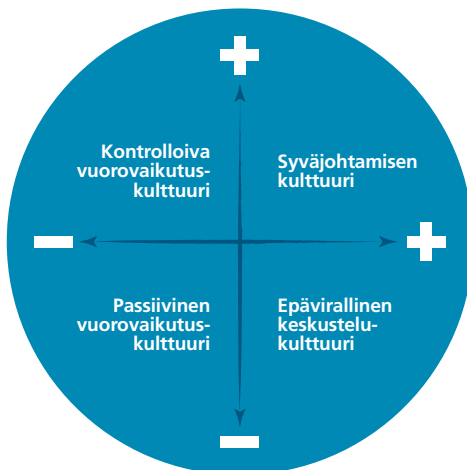 +
Kontrolloiva
vuorovaikutus-
kulttuuri
Syväjohtamisen
kulttuuri
− +
Passiivinen
vuorovaikutus-
kulttuuri
Epävirallinen
keskustelu-
kulttuuri
−